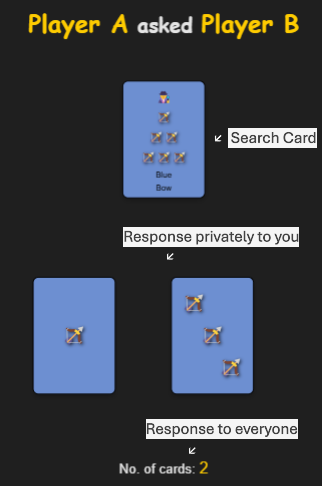 Player A asked Player B
Search Card
Blue
Bow
Response privately to you
Response to everyone
No. of cards: 2